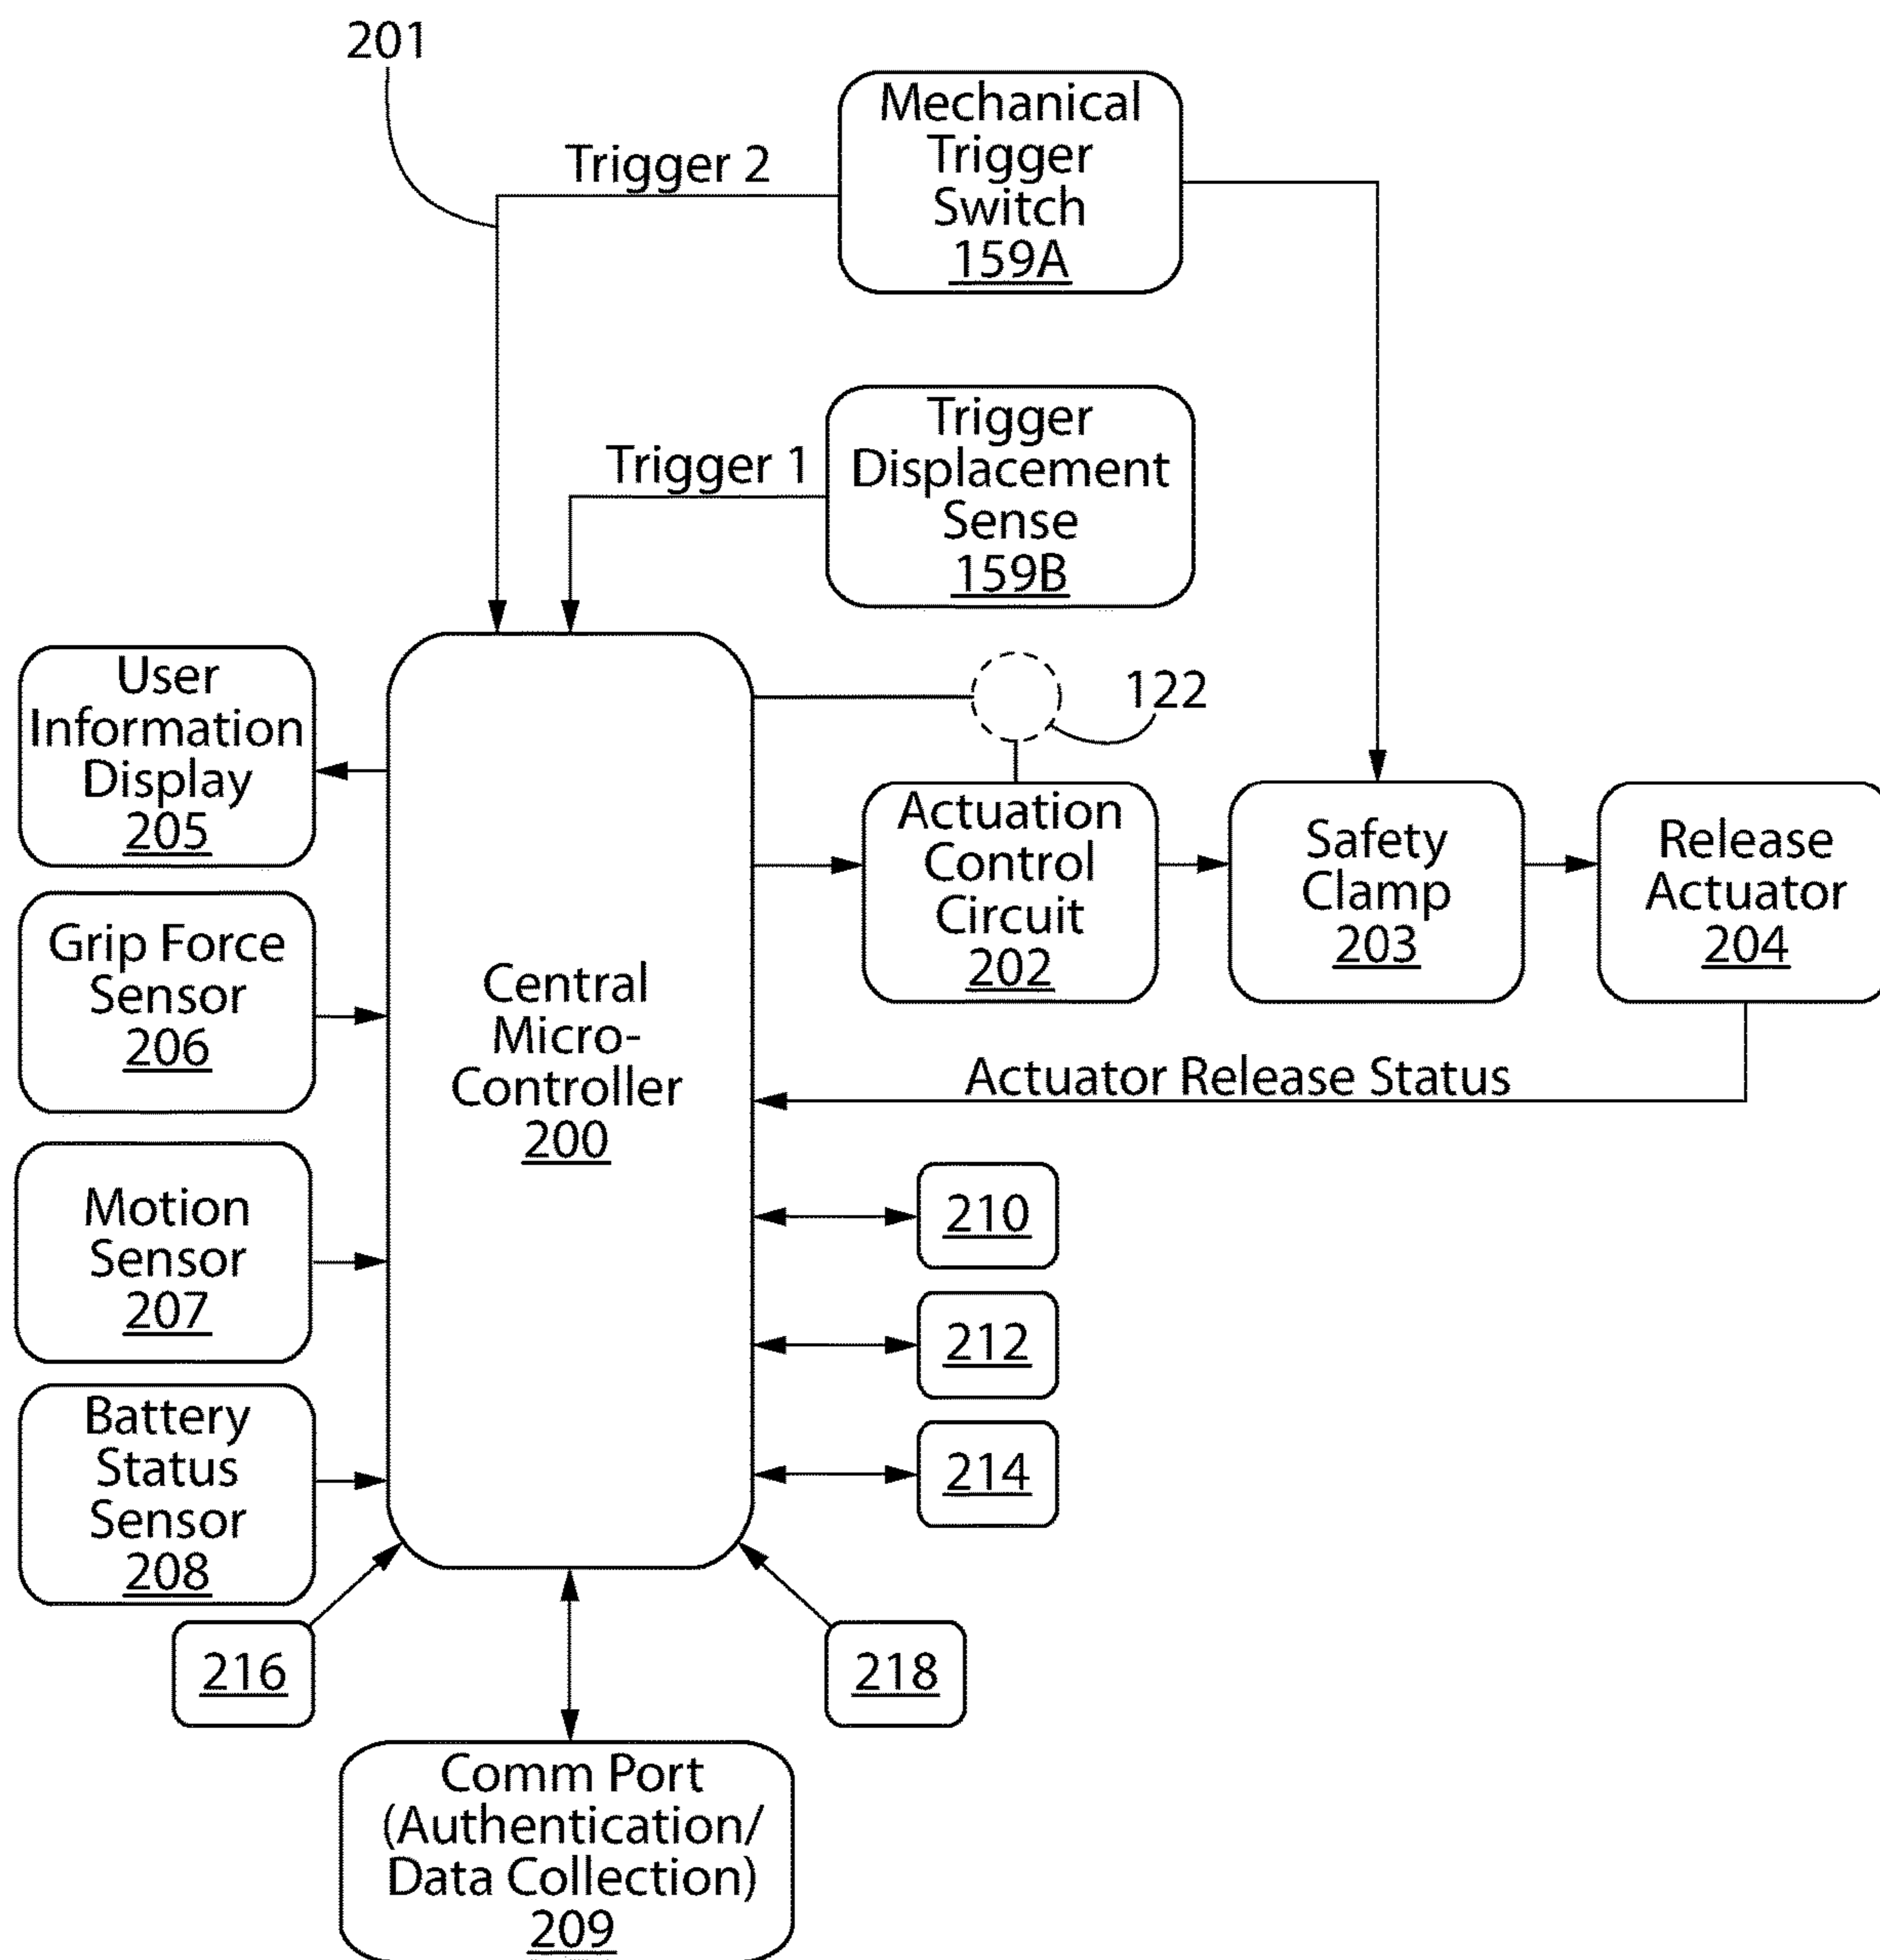 201
Mechanical
Trigger
Switch
159A
Trigger 2
Trigger
Displacement
Sense
159B
Trigger 1
User
Information
Display
205
122
Actuation
Control
Circuit
202
Safety
Clamp
203
Release
Actuator
204
Grip Force
Sensor
206
Central
Micro-
Controller
200
Actuator Release Status
Motion
Sensor
207
210
212
Battery
Status
Sensor
208
214
216
218
Comm Port
(Authentication/
Data Collection)
209